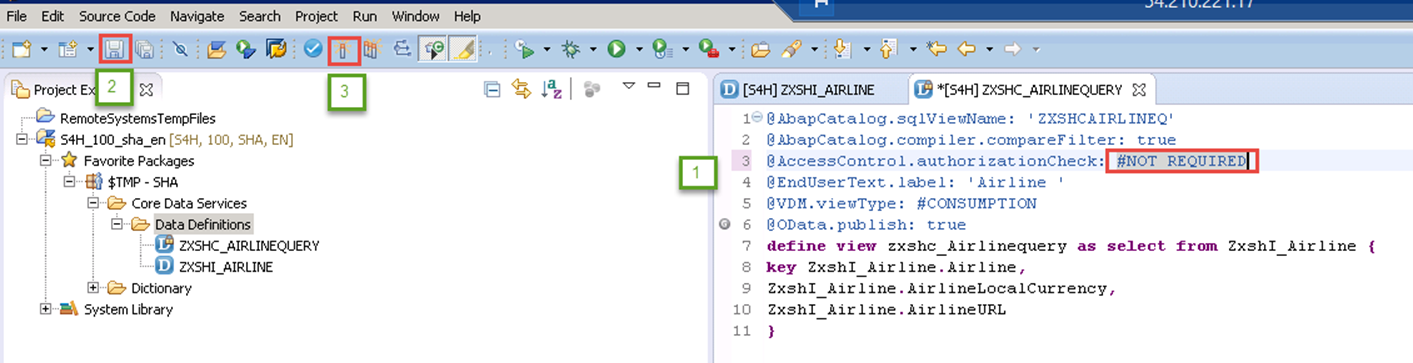 54.210.221.17
File Edit Source Code Navigate Search Project Run Window Help
2
3
Project Ex
[S4H] ZXSHI_AIRLINE
*[S4H] ZXSHC_AIRLINEQUERY
RemoteSystemsTempFiles
S4H_100_sha_en [S4H, 100, SHA, EN]
Favorite Packages
$TMP - SHA
Core Data Services
Data Definitions
ZXSHC_AIRLINEQUERY
ZXSHI_AIRLINE
Dictionary
System Library
1
1 @AbapCatalog.sqlViewName: 'ZXSHCAIRLINEQ'
2 @AbapCatalog.compiler.compareFilter: true
3 @AccessControl.authorizationCheck: #NOT_REQUIRED
4 @EndUserText.label: 'Airline '
5 @VDM.viewType: #CONSUMPTION
6 @OData.publish: true
7 define view zxshc_Airlinequery as select from ZxshI_Airline {
8 key ZxshI_Airline.Airline,
9 ZxshI_Airline.AirlineLocalCurrency,
10 ZxshI_Airline.AirlineURL
11 }